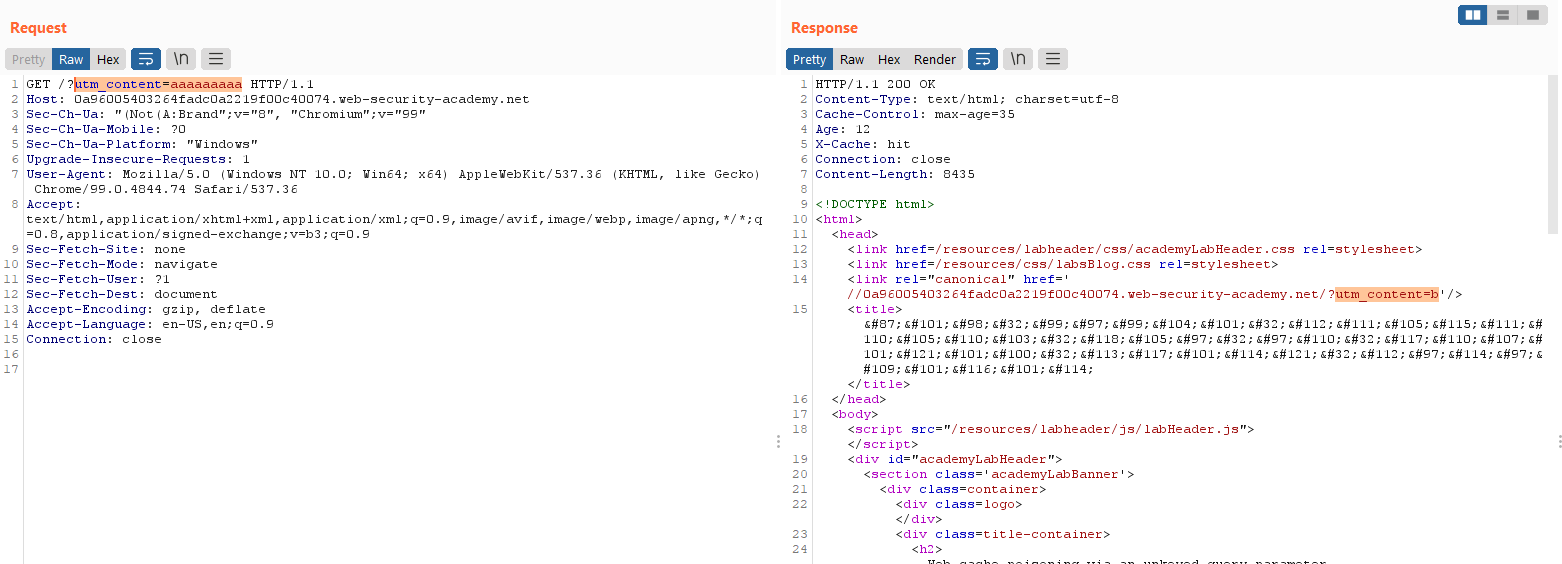 Request
Pretty Raw Hex \n
1 GET /?utm_content=aaaaaaaaa HTTP/1.1
2 Host: 0a96005403264fadc0a2219f00c40074.web-security-academy.net
3 Sec-Ch-Ua: "(Not(A:Brand";v="8", "Chromium";v="99"
4 Sec-Ch-Ua-Mobile: ?0
5 Sec-Ch-Ua-Platform: "Windows"
6 Upgrade-Insecure-Requests: 1
7 User-Agent: Mozilla/5.0 (Windows NT 10.0; Win64; x64) AppleWebKit/537.36 (KHTML, like Gecko)
Chrome/99.0.4844.74 Safari/537.36
8 Accept:
text/html,application/xhtml+xml,application/xml;q=0.9,image/avif,image/webp,image/apng,*/*;q
=0.8,application/signed-exchange;v=b3;q=0.9
9 Sec-Fetch-Site: none
10 Sec-Fetch-Mode: navigate
11 Sec-Fetch-User: ?1
12 Sec-Fetch-Dest: document
13 Accept-Encoding: gzip, deflate
14 Accept-Language: en-US,en;q=0.9
15 Connection: close
16
17
Response
Pretty Raw Hex Render \n
1 HTTP/1.1 200 OK
2 Content-Type: text/html; charset=utf-8
3 Cache-Control: max-age=35
4 Age: 12
5 X-Cache: hit
6 Connection: close
7 Content-Length: 8435
8
9 <!DOCTYPE html>
10 <html>
11 <head>
12 <link href=/resources/labheader/css/academyLabHeader.css rel=stylesheet>
13 <link href=/resources/css/labsBlog.css rel=stylesheet>
14 <link rel="canonical" href='
//0a96005403264fadc0a2219f00c40074.web-security-academy.net/?utm_content=b'/>
15 <title>
&#87;&#101;&#98;&#32;&#99;&#97;&#99;&#104;&#101;&#32;&#112;&#111;&#105;&#115;&#111;&#
110;&#105;&#110;&#103;&#32;&#118;&#105;&#97;&#32;&#97;&#110;&#32;&#117;&#110;&#107;&#
101;&#121;&#101;&#100;&#32;&#113;&#117;&#101;&#114;&#121;&#32;&#112;&#97;&#114;&#97;&
#109;&#101;&#116;&#101;&#114;
</title>
16 </head>
17 <body>
18 <script src="/resources/labheader/js/labHeader.js">
</script>
19 <div id="academyLabHeader">
20 <section class='academyLabBanner'>
21 <div class=container>
22 <div class=logo>
</div>
23 <div class=title-container>
24 <h2>
Web cache poisoning via an unkeyed query parameter